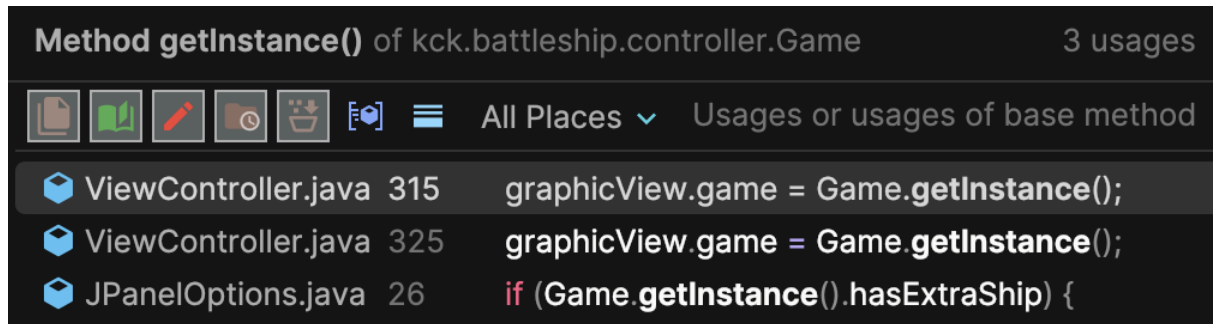 Method getInstance() of kck.battleship.controller.Game 3 usages
All Places Usages or usages of base method
ViewController.java 315 graphicView.game = Game.getInstance();
ViewController.java 325 graphicView.game = Game.getInstance();
JPanelOptions.java 26 if (Game.getInstance().hasExtraShip) {